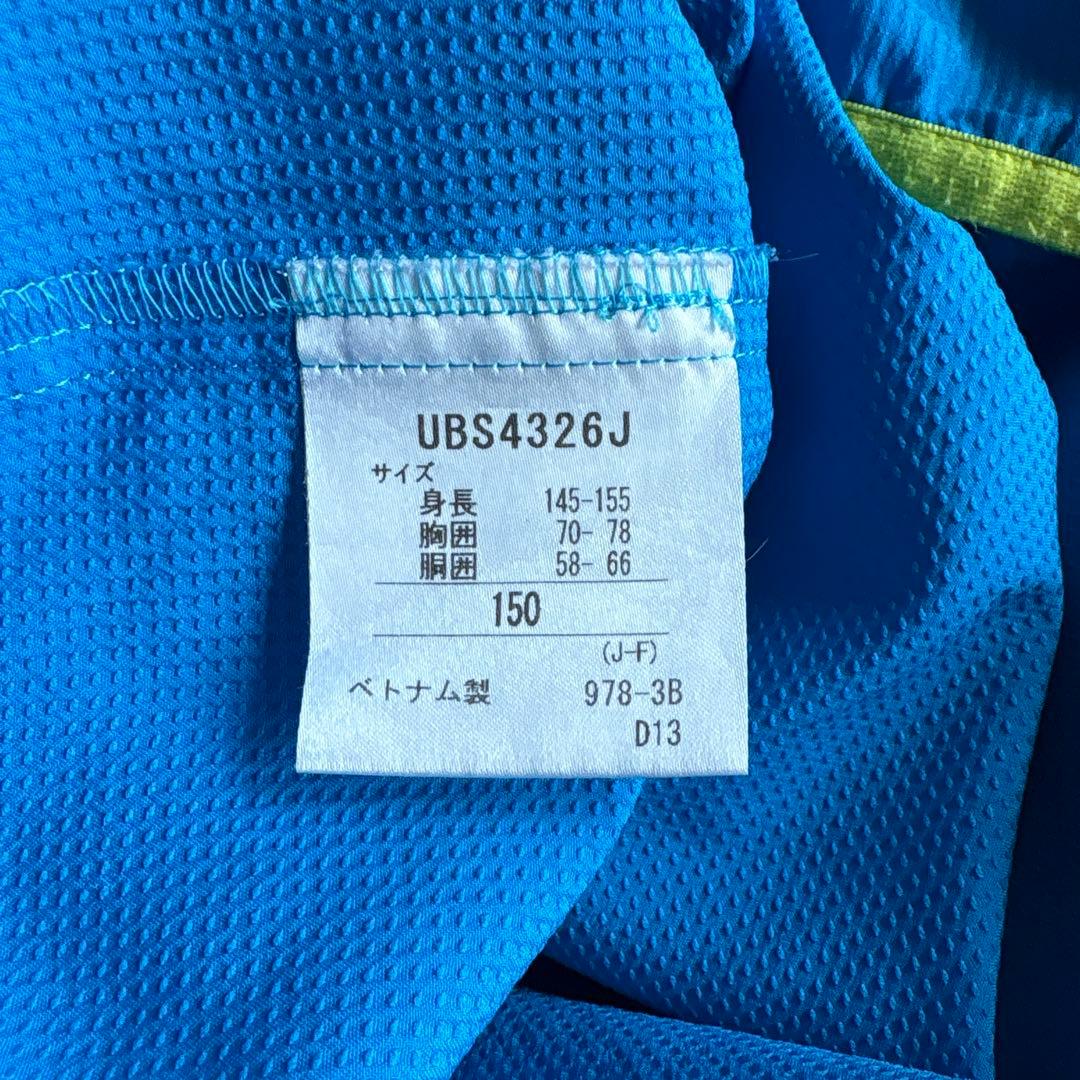 UBS4326J
サイズ
身長 145-155
胸囲 70- 78
胴囲 58- 66
150
(J-F)
ベトナム製 978-3B
D13